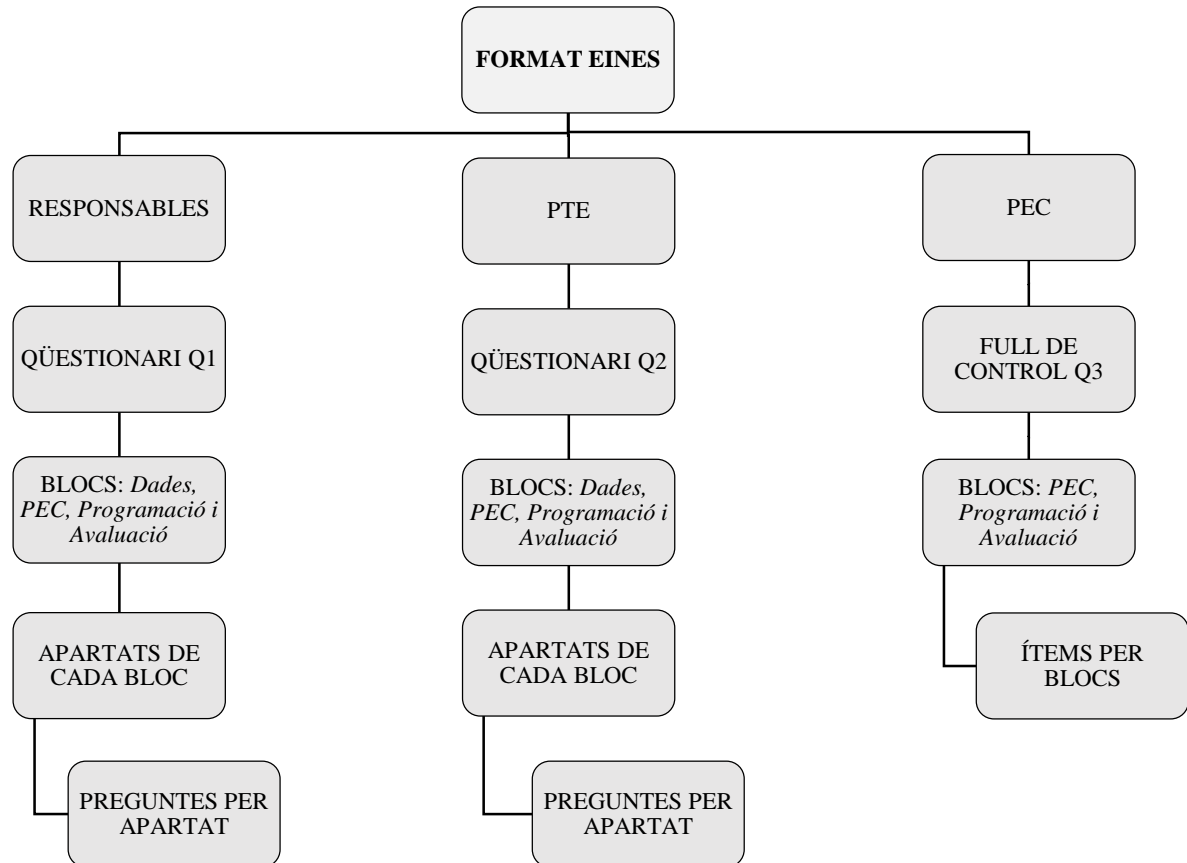 FORMAT EINES
RESPONSABLES
PTE
PEC
QÜESTIONARI Q1
QÜESTIONARI Q2
FULL DE
CONTROL Q3
BLOCS: Dades,
PEC, Programació i
Avaluació
BLOCS: Dades,
PEC, Programació i
Avaluació
BLOCS: PEC,
Programació i
Avaluació
APARTATS DE
CADA BLOC
APARTATS DE
CADA BLOC
ÍTEMS PER
BLOCS
PREGUNTES PER
APARTAT
PREGUNTES PER
APARTAT